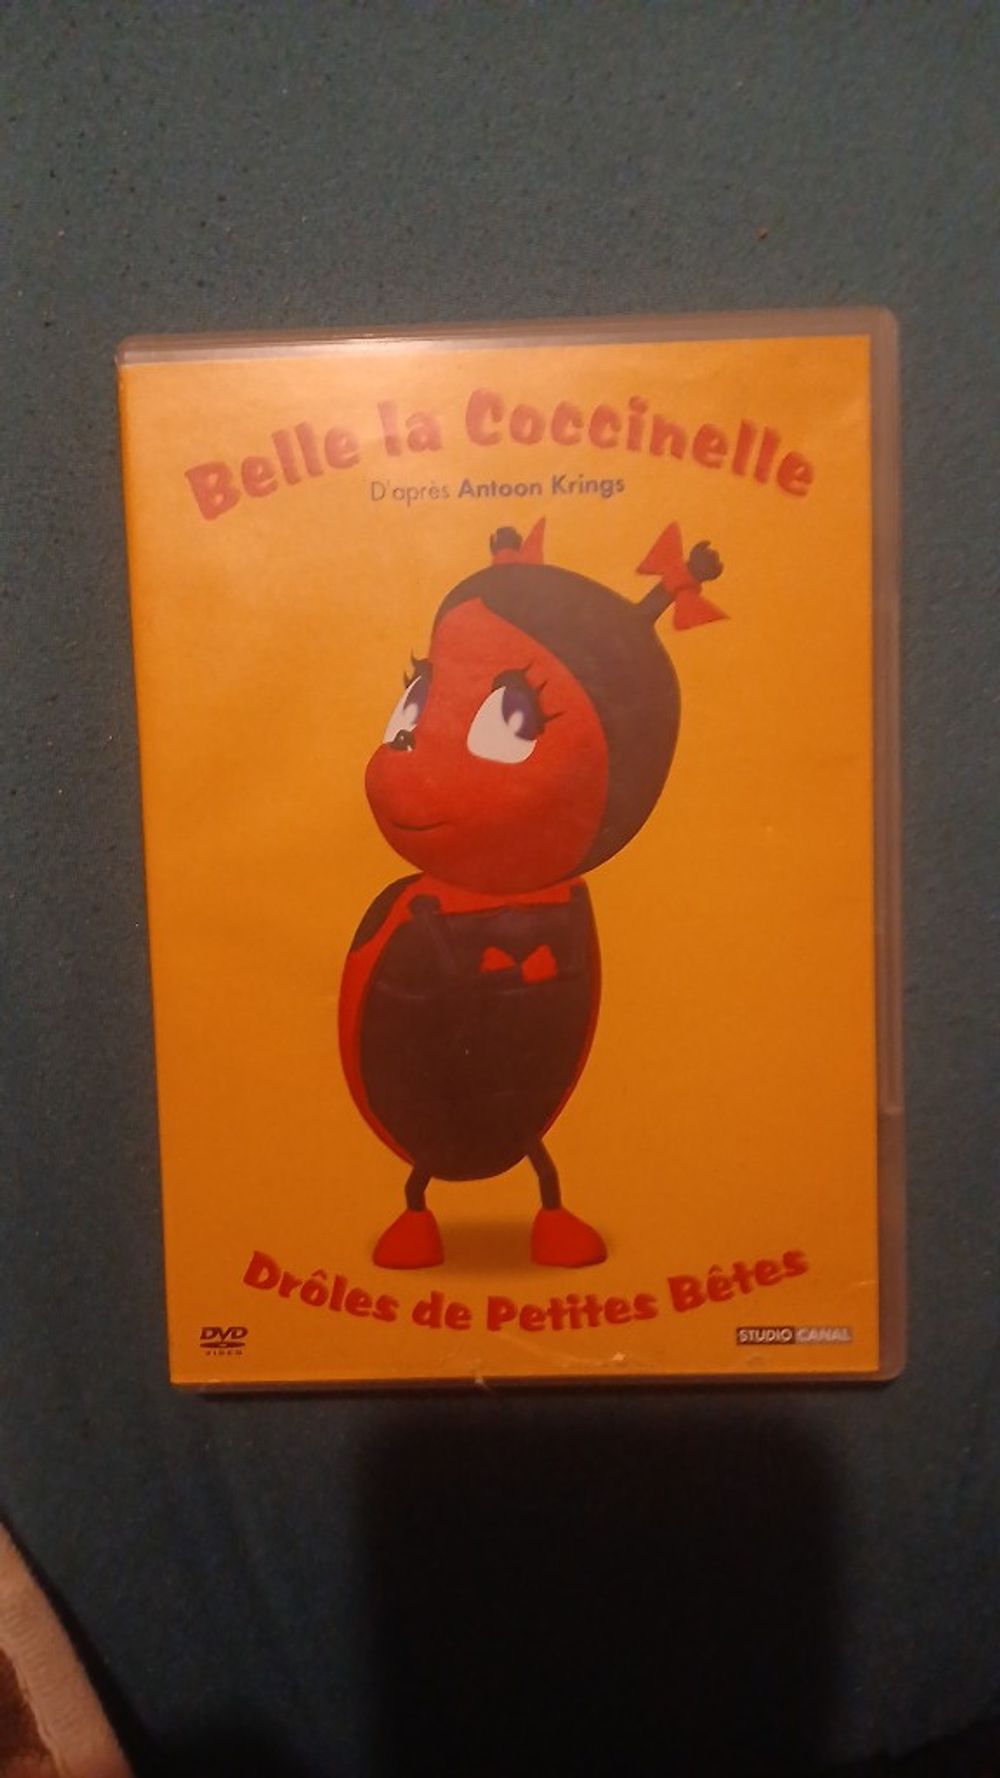 Belle la Coccinelle
D'après Antoon Krings
Drôles de Petites Bêtes
DVD
VIDEO
STUDIO CANAL